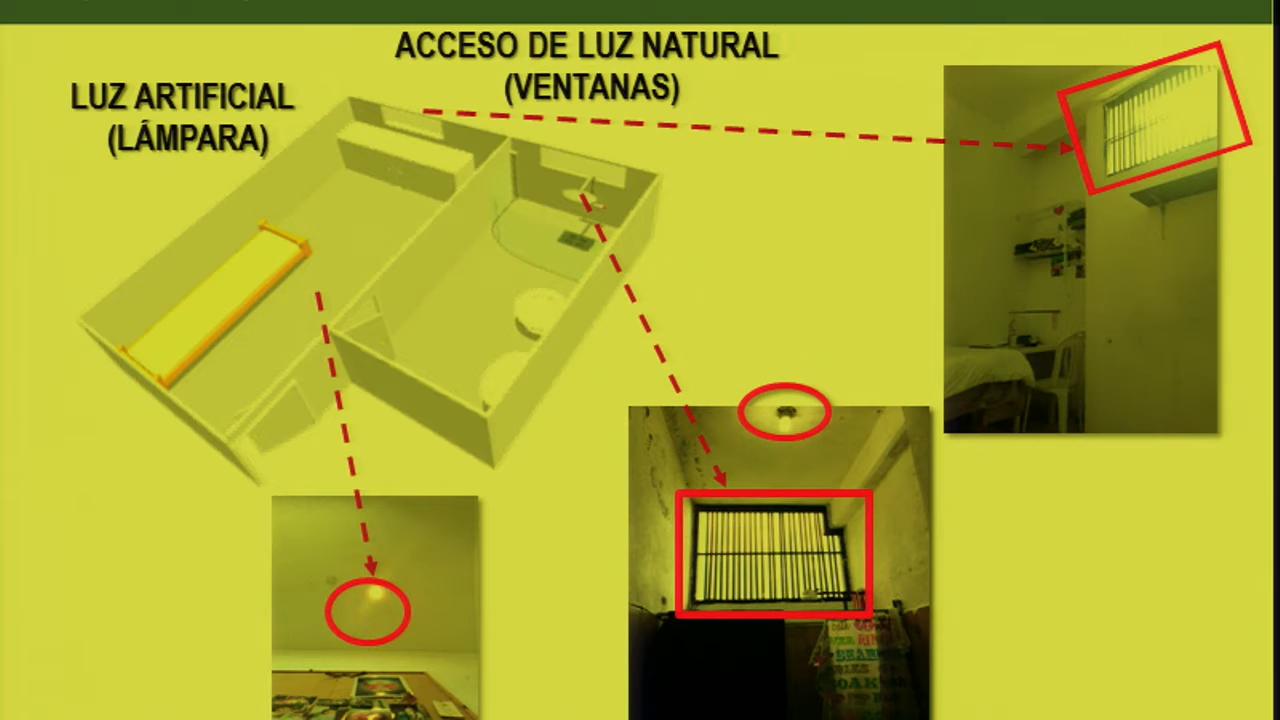 ACCESO DE LUZ NATURAL
(VENTANAS)
LUZ ARTIFICIAL
(LÁMPARA)